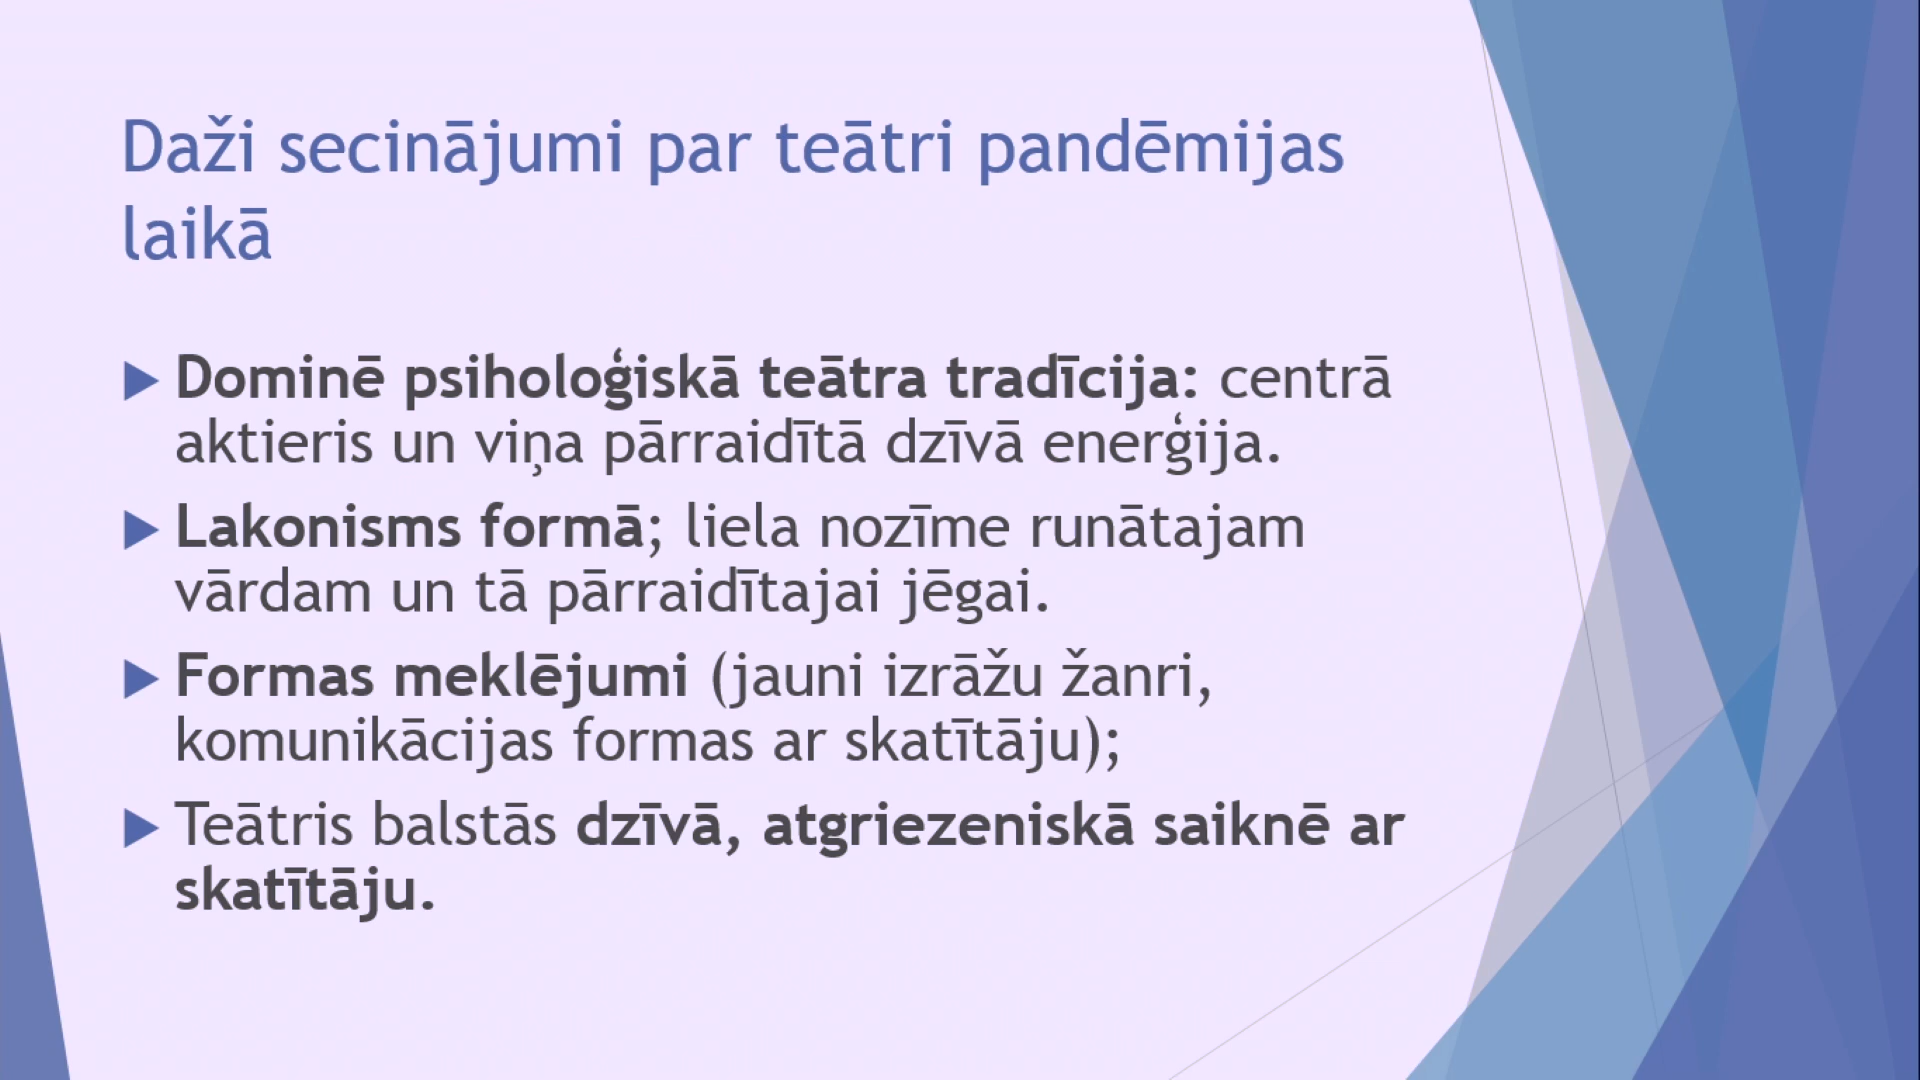 Daži secinājumi par teātri pandēmijas
laikā
Dominē psiholoģiskā teātra tradīcija: centrā
aktieris un viņa pārraidītā dzīvā enerģija.
Lakonisms formā; liela nozīme runātajam
vārdam un tā pārraidītajai jēgai.
Formas meklējumi (jauni izrāžu žanri,
komunikācijas formas ar skatītāju);
Teātris balstās dzīvā, atgriezeniskā saiknē ar
skatītāju.